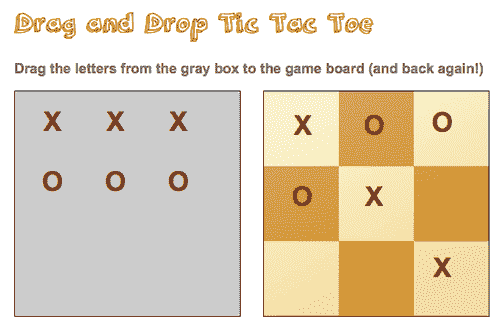 Drag and Drop Tic Tac Toe
Drag the letters from the gray box to the game board (and back again!)
X X X
O O O
X O O
O X
X